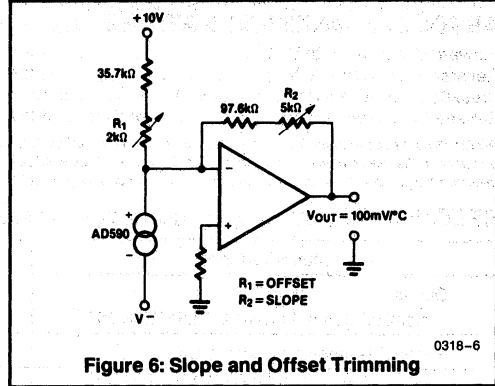 +10V
35.7kΩ
R1
2kΩ
97.6kΩ
R2
5kΩ
−
+
+
AD590
−
V−
VOUT = 100mV/°C
R1 = OFFSET
R2 = SLOPE
0318–6
Figure 6: Slope and Offset Trimming